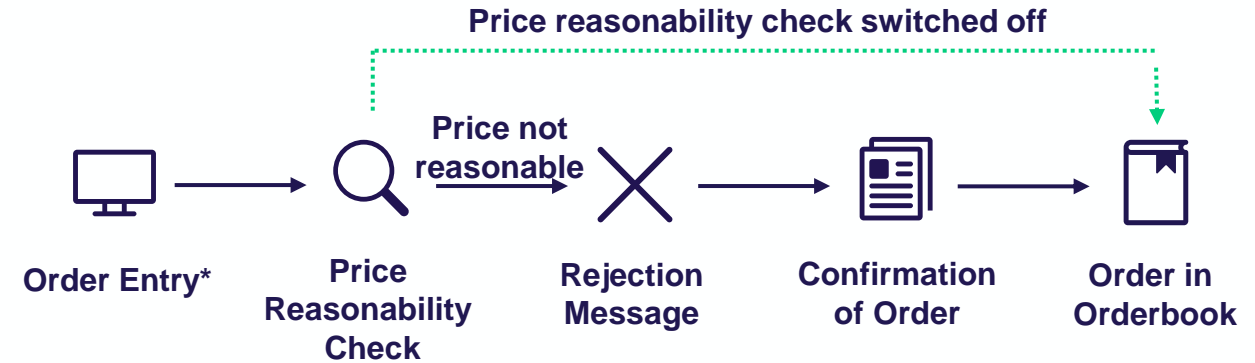 Price reasonability check switched off
Price not
reasonable
Order Entry*
Price
Reasonability
Check
Rejection
Message
Confirmation
of Order
Order in
Orderbook